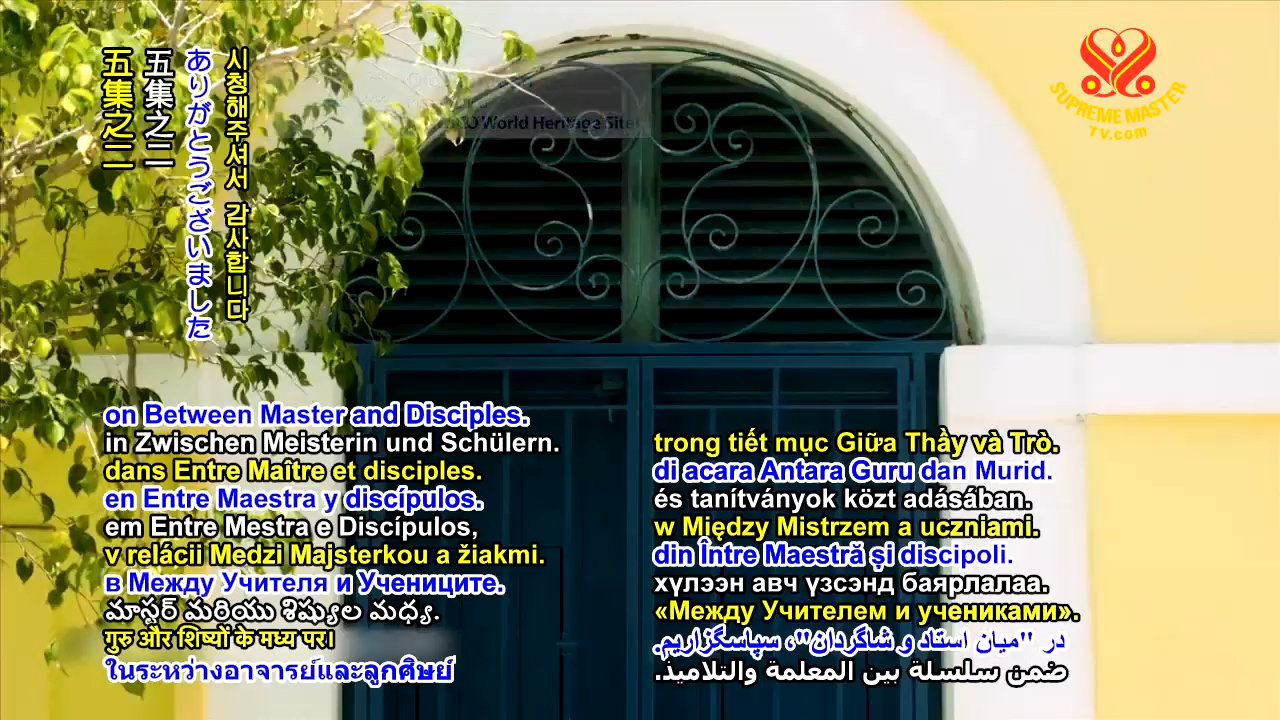 五集之二
五集之二
ありがとうございました
시청해주셔서 감사합니다
SUPREME MASTER
TV.com
World Heritage Site
on Between Master and Disciples.
in Zwischen Meisterin und Schülern.
dans Entre Maître et disciples.
en Entre Maestra y discípulos.
em Entre Mestra e Discípulos,
v relácii Medzi Majsterkou a žiakmi.
в Между Учителя и Учениците.
మాస్టర్ మరియు శిష్యుల మధ్య.
गुरु और शिष्यों के मध्य पर।
ในระหว่างอาจารย์และลูกศิษย์
trong tiết mục Giữa Thầy và Trò.
di acara Antara Guru dan Murid.
és tanítványok közt adásában.
w Między Mistrzem a uczniami.
din Între Maestră și discipoli.
хүлээн авч үзсэнд баярлалаа.
«Между Учителем и учениками».
در "میان استاد و شاگردان"، سپاسگزاریم.
ضمن سلسلة بين المعلمة والتلاميذ.